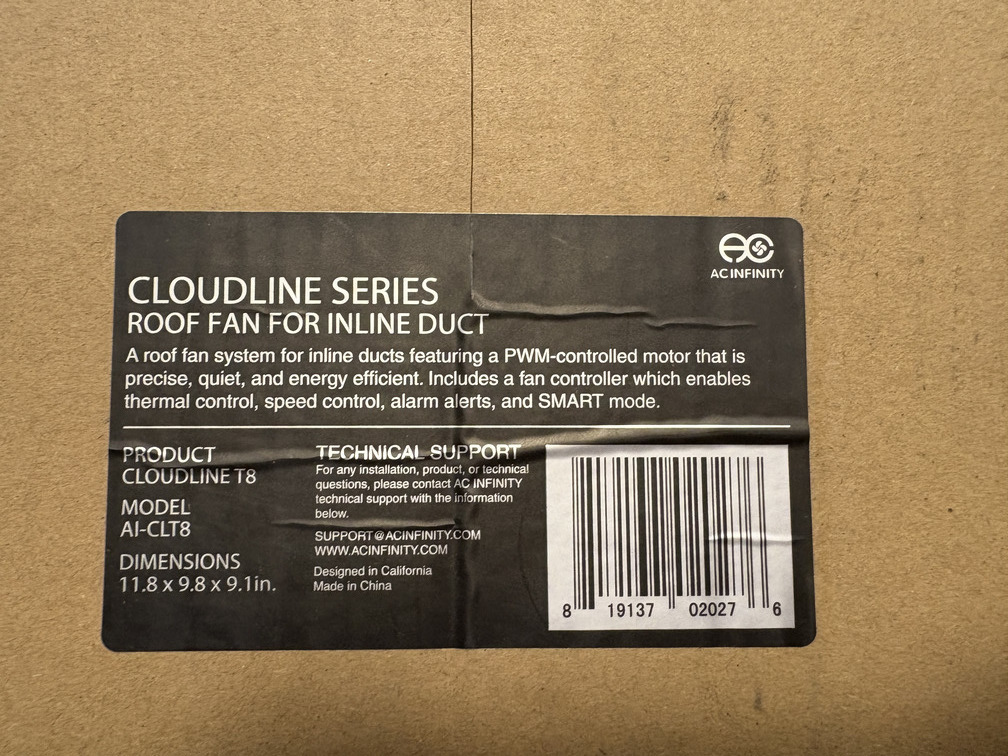 AC INFINITY
CLOUDLINE SERIES
ROOF FAN FOR INLINE DUCT
A roof fan system for inline ducts featuring a PWM-controlled motor that is
precise, quiet, and energy efficient. Includes a fan controller which enables
thermal control, speed control, alarm alerts, and SMART mode.
PRODUCT
CLOUDLINE T8
MODEL
AI-CLT8
DIMENSIONS
11.8 x 9.8 x 9.1in.
TECHNICAL SUPPORT
For any installation, product, or technical
questions, please contact AC INFINITY
technical support with the information
below.
SUPPORT@ACINFINITY.COM
WWW.ACINFINITY.COM
Designed in California
Made in China
8 19137 02027 6